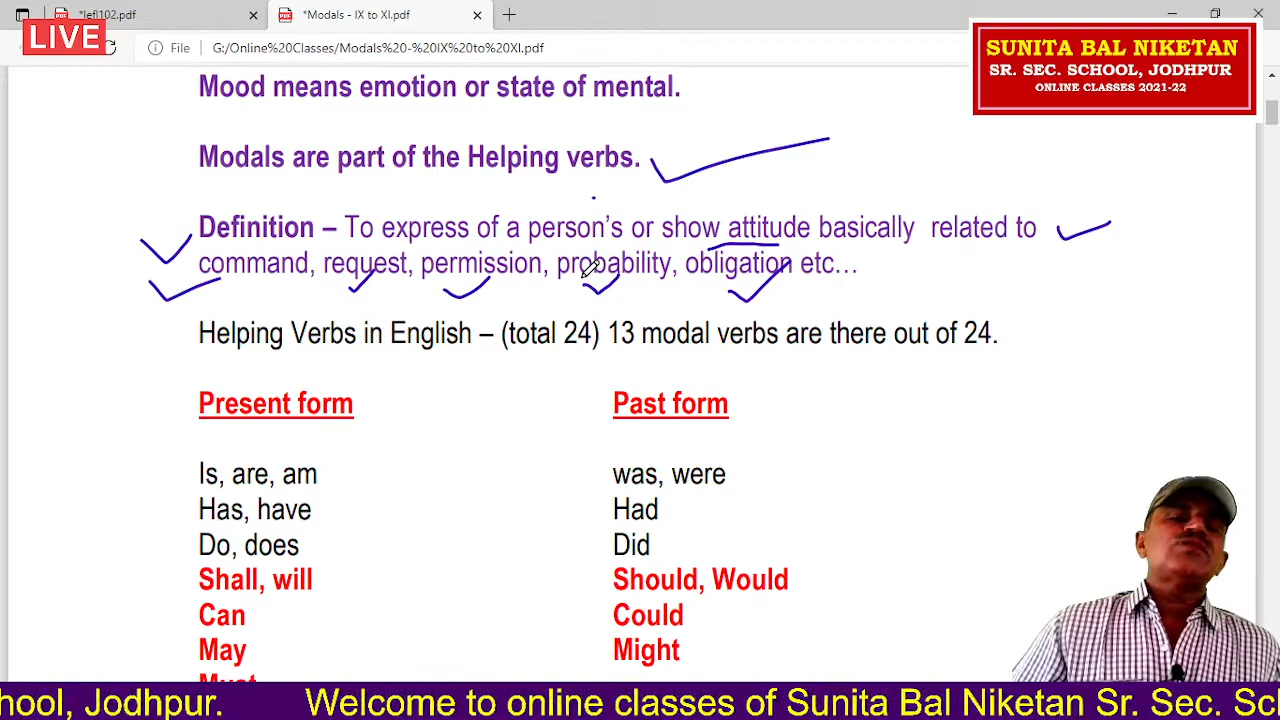 *lefl102.pdf
*Modals - IX to XI.pdf
LIVE
File
G:/Online%20Classes/Modals%20-%20IX%20to%20XI.pdf
SUNITA BAL NIKETAN
SR. SEC. SCHOOL, JODHPUR
ONLINE CLASSES 2021-22
Mood means emotion or state of mental.
Modals are part of the Helping verbs.
Definition – To express of a person's or show attitude basically related to
command, request, permission, probability, obligation etc…
Helping Verbs in English – (total 24) 13 modal verbs are there out of 24.
Present form Past form
Is, are, am was, were
Has, have Had
Do, does Did
Shall, will Should, Would
Can Could
May Might
Must
hool, Jodhpur. Welcome to online classes of Sunita Bal Niketan Sr. Sec. Sc